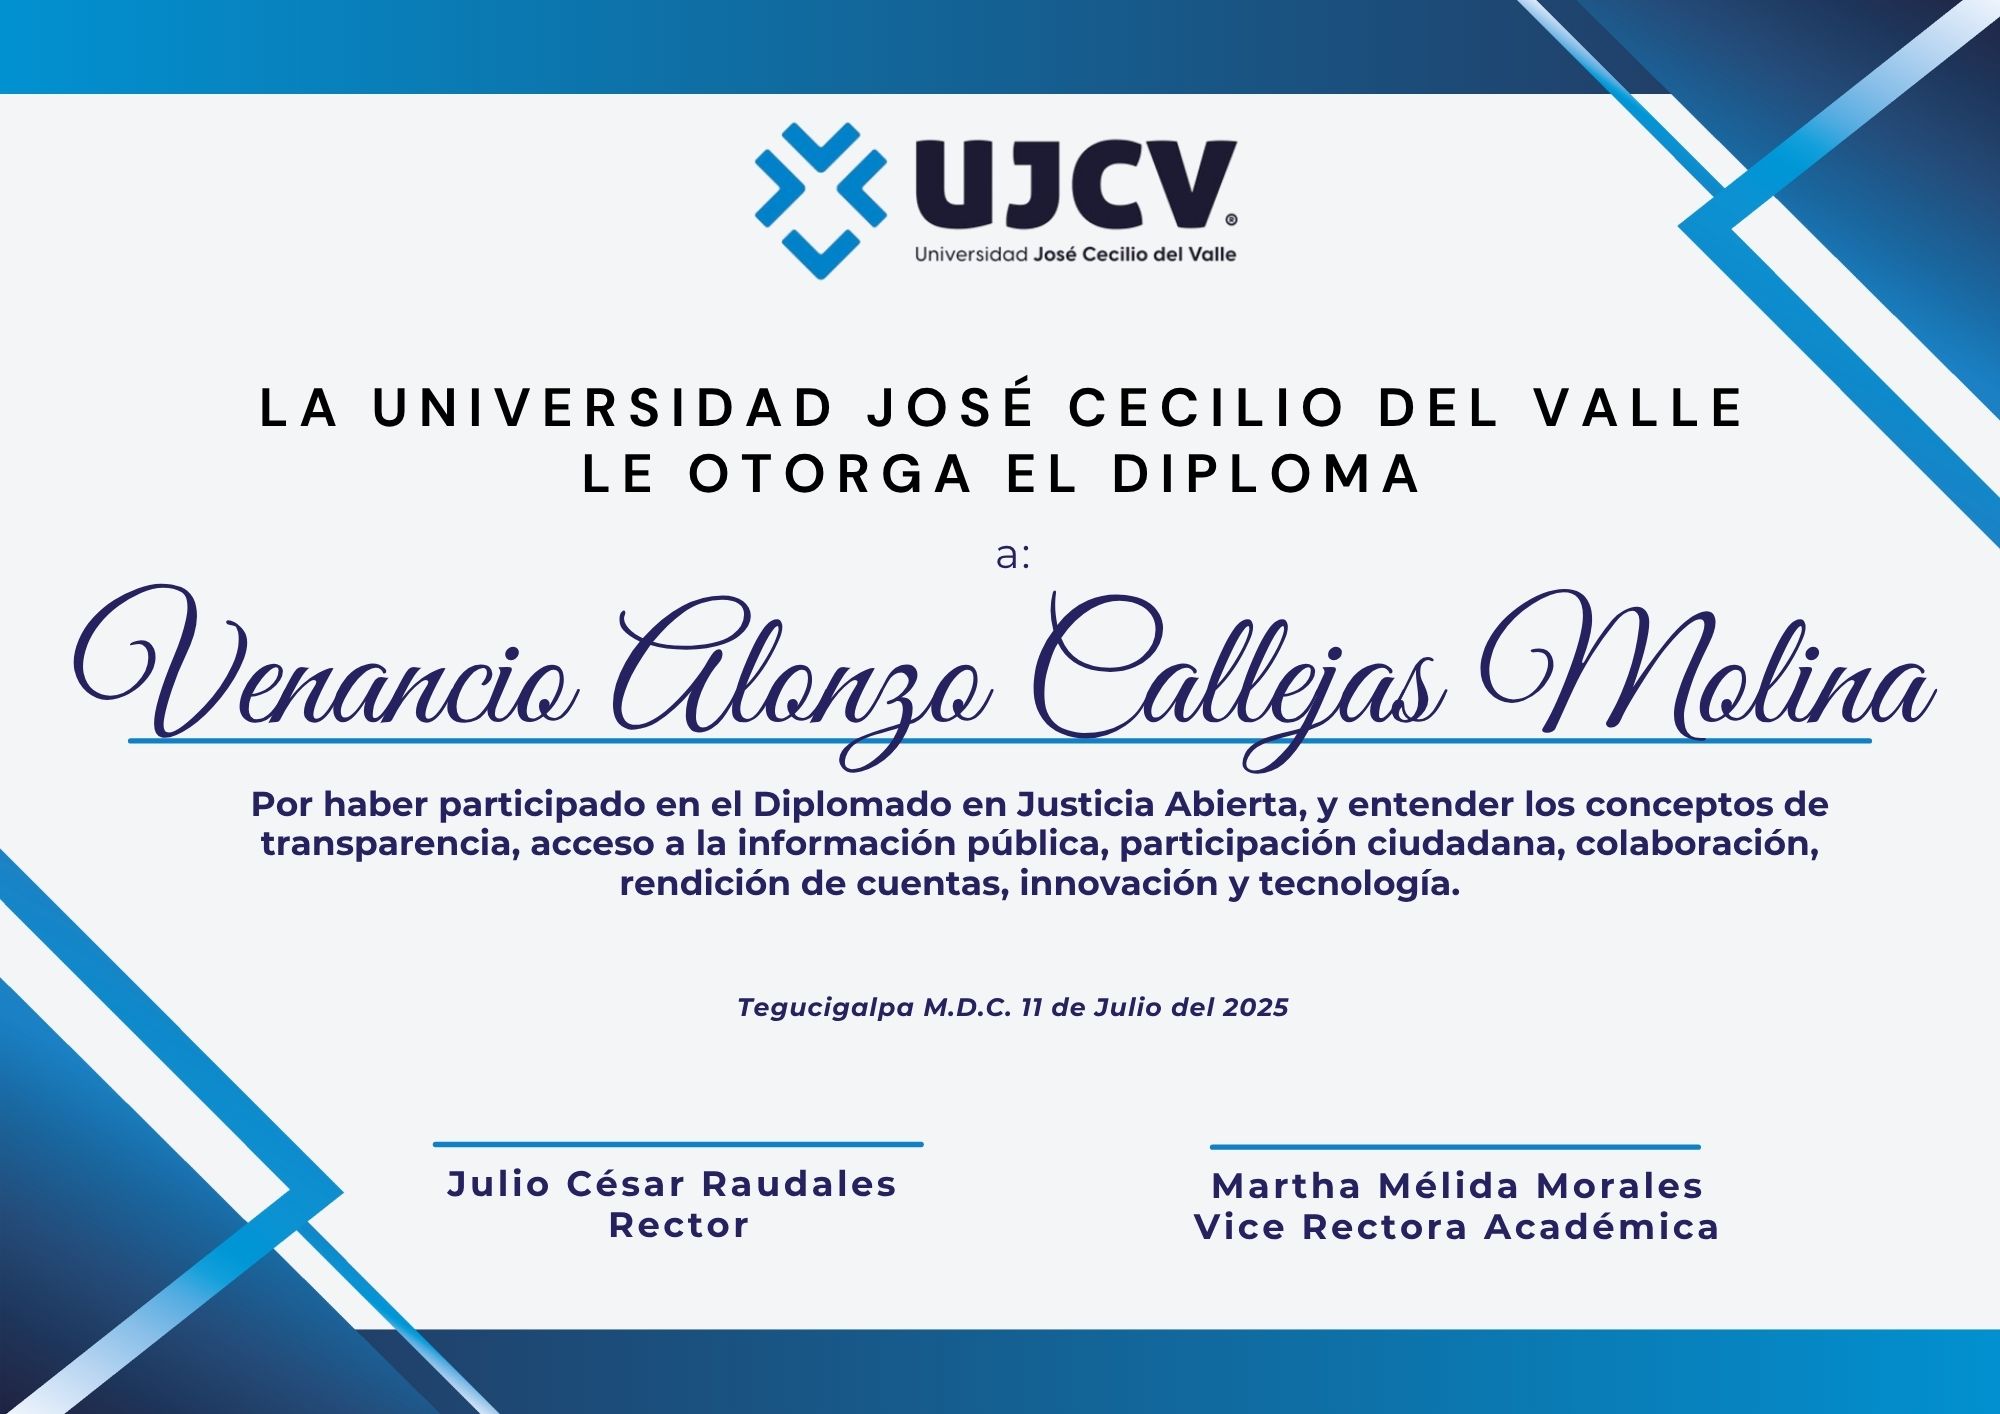 UJCV®
Universidad José Cecilio del Valle
LA UNIVERSIDAD JOSÉ CECILIO DEL VALLE
LE OTORGA EL DIPLOMA
a:
Venancio Alonzo Callejas Molina
Por haber participado en el Diplomado en Justicia Abierta, y entender los conceptos de
transparencia, acceso a la información pública, participación ciudadana, colaboración,
rendición de cuentas, innovación y tecnología.
Tegucigalpa M.D.C. 11 de Julio del 2025
Julio César Raudales
Rector
Martha Mélida Morales
Vice Rectora Académica